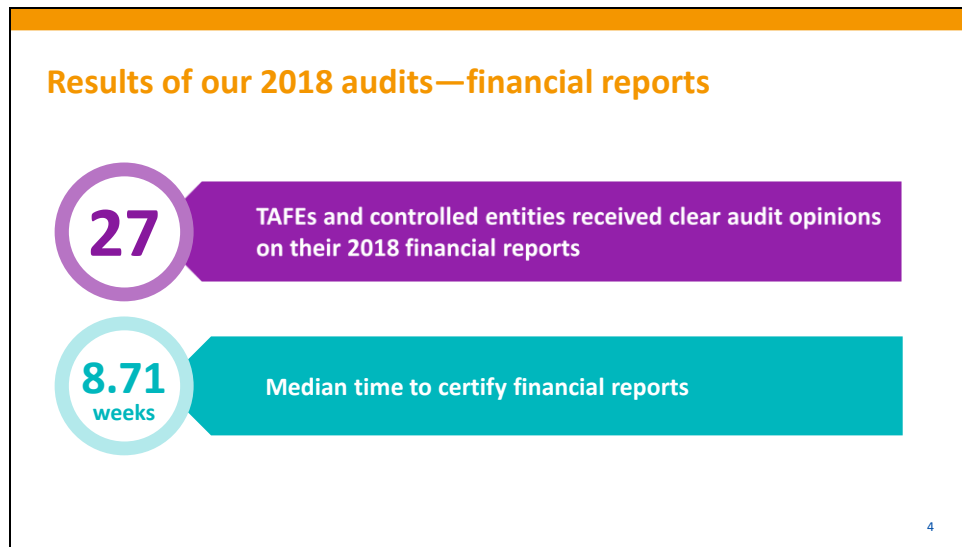 Results of our 2018 audits—financial reports
27
TAFEs and controlled entities received clear audit opinions
on their 2018 financial reports
8.71
weeks
Median time to certify financial reports
4